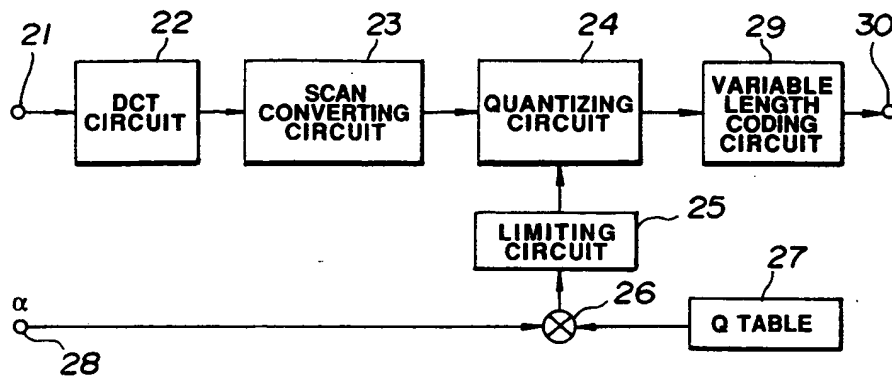 21
22
23
24
29
30
DCT
CIRCUIT
SCAN
CONVERTING
CIRCUIT
QUANTIZING
CIRCUIT
VARIABLE
LENGTH
CODING
CIRCUIT
25
LIMITING
CIRCUIT
α
28
26
27
Q TABLE